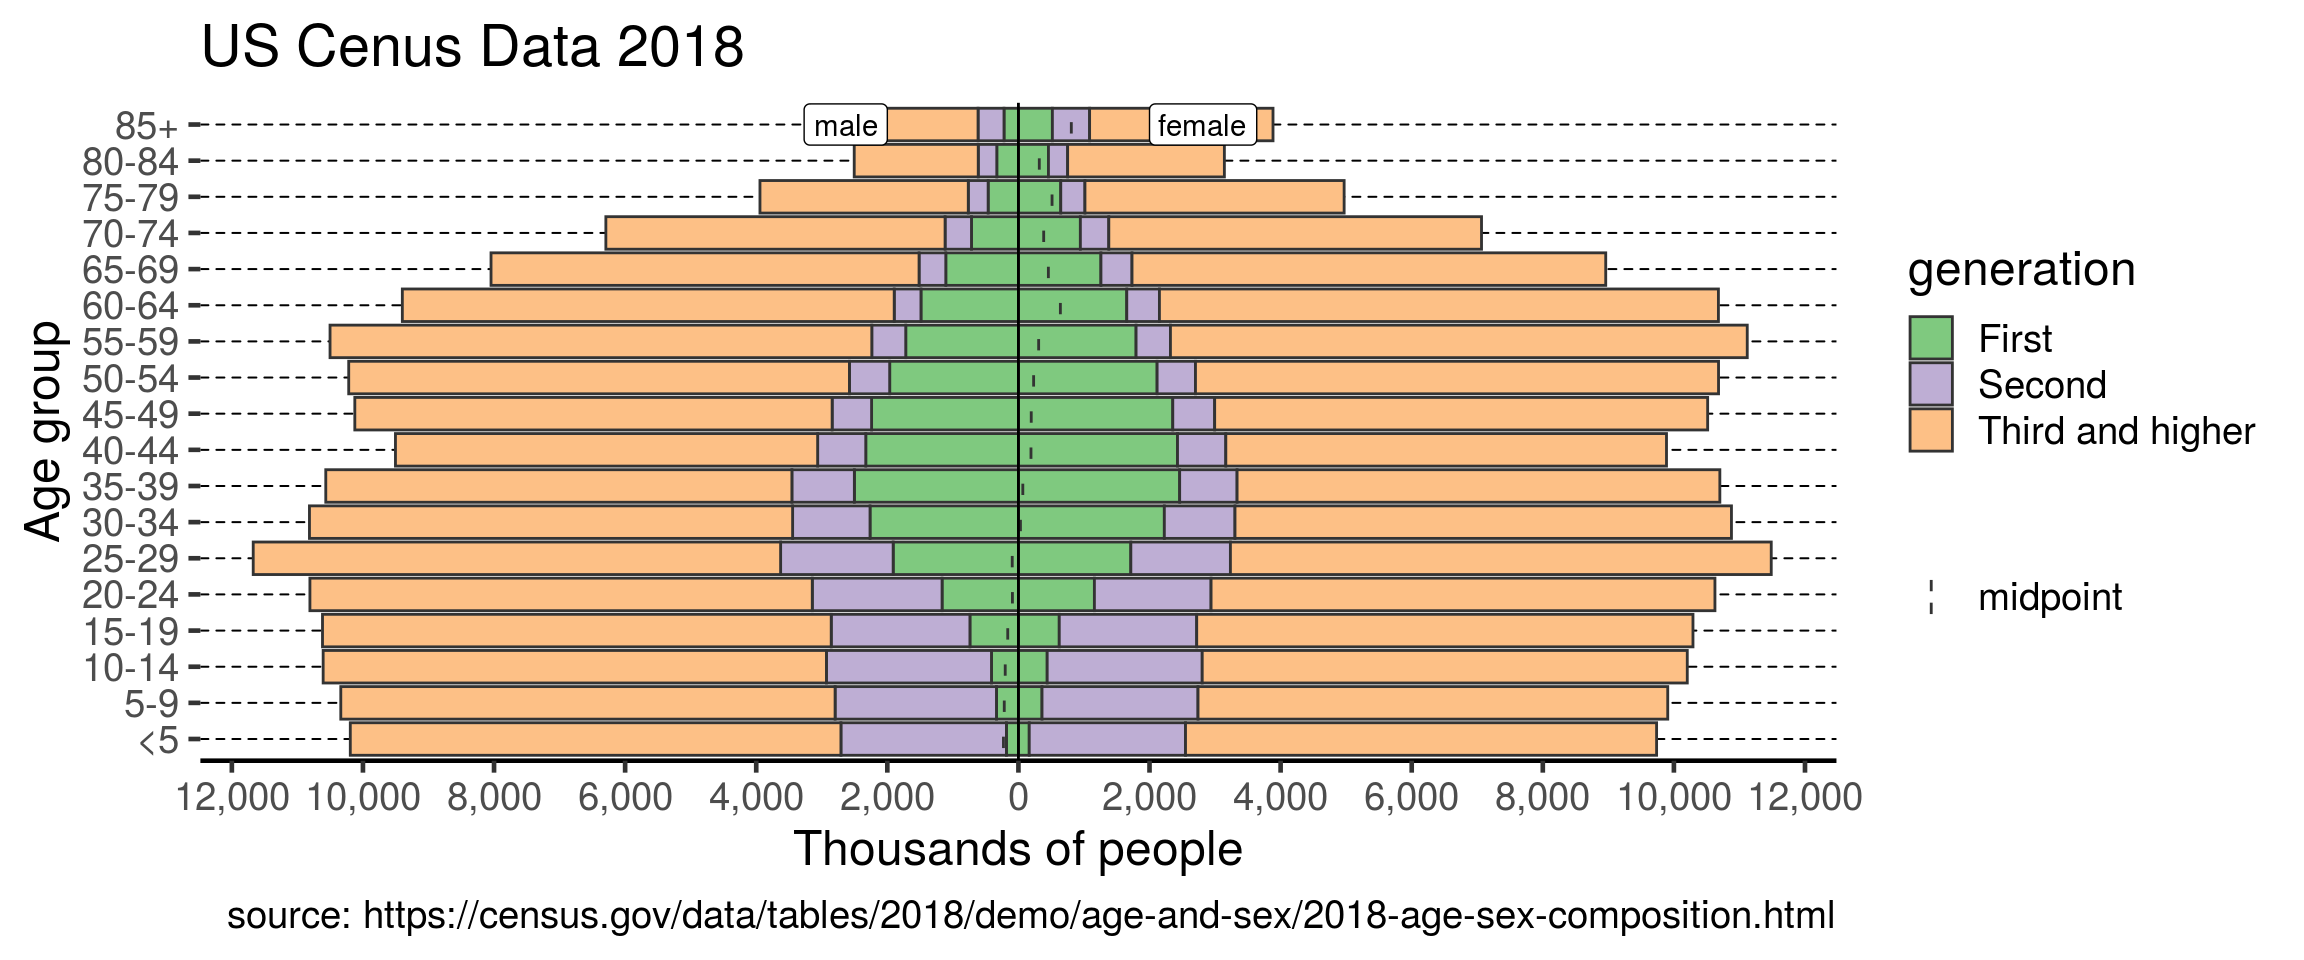 US Cenus Data 2018
male
female
85+
80-84
75-79
70-74
65-69
60-64
55-59
50-54
45-49
40-44
35-39
30-34
25-29
20-24
15-19
10-14
5-9
<5
Age group
12,000 10,000 8,000 6,000 4,000 2,000 0 2,000 4,000 6,000 8,000 10,000 12,000
Thousands of people
source: https://census.gov/data/tables/2018/demo/age-and-sex/2018-age-sex-composition.html
generation
First
Second
Third and higher
midpoint